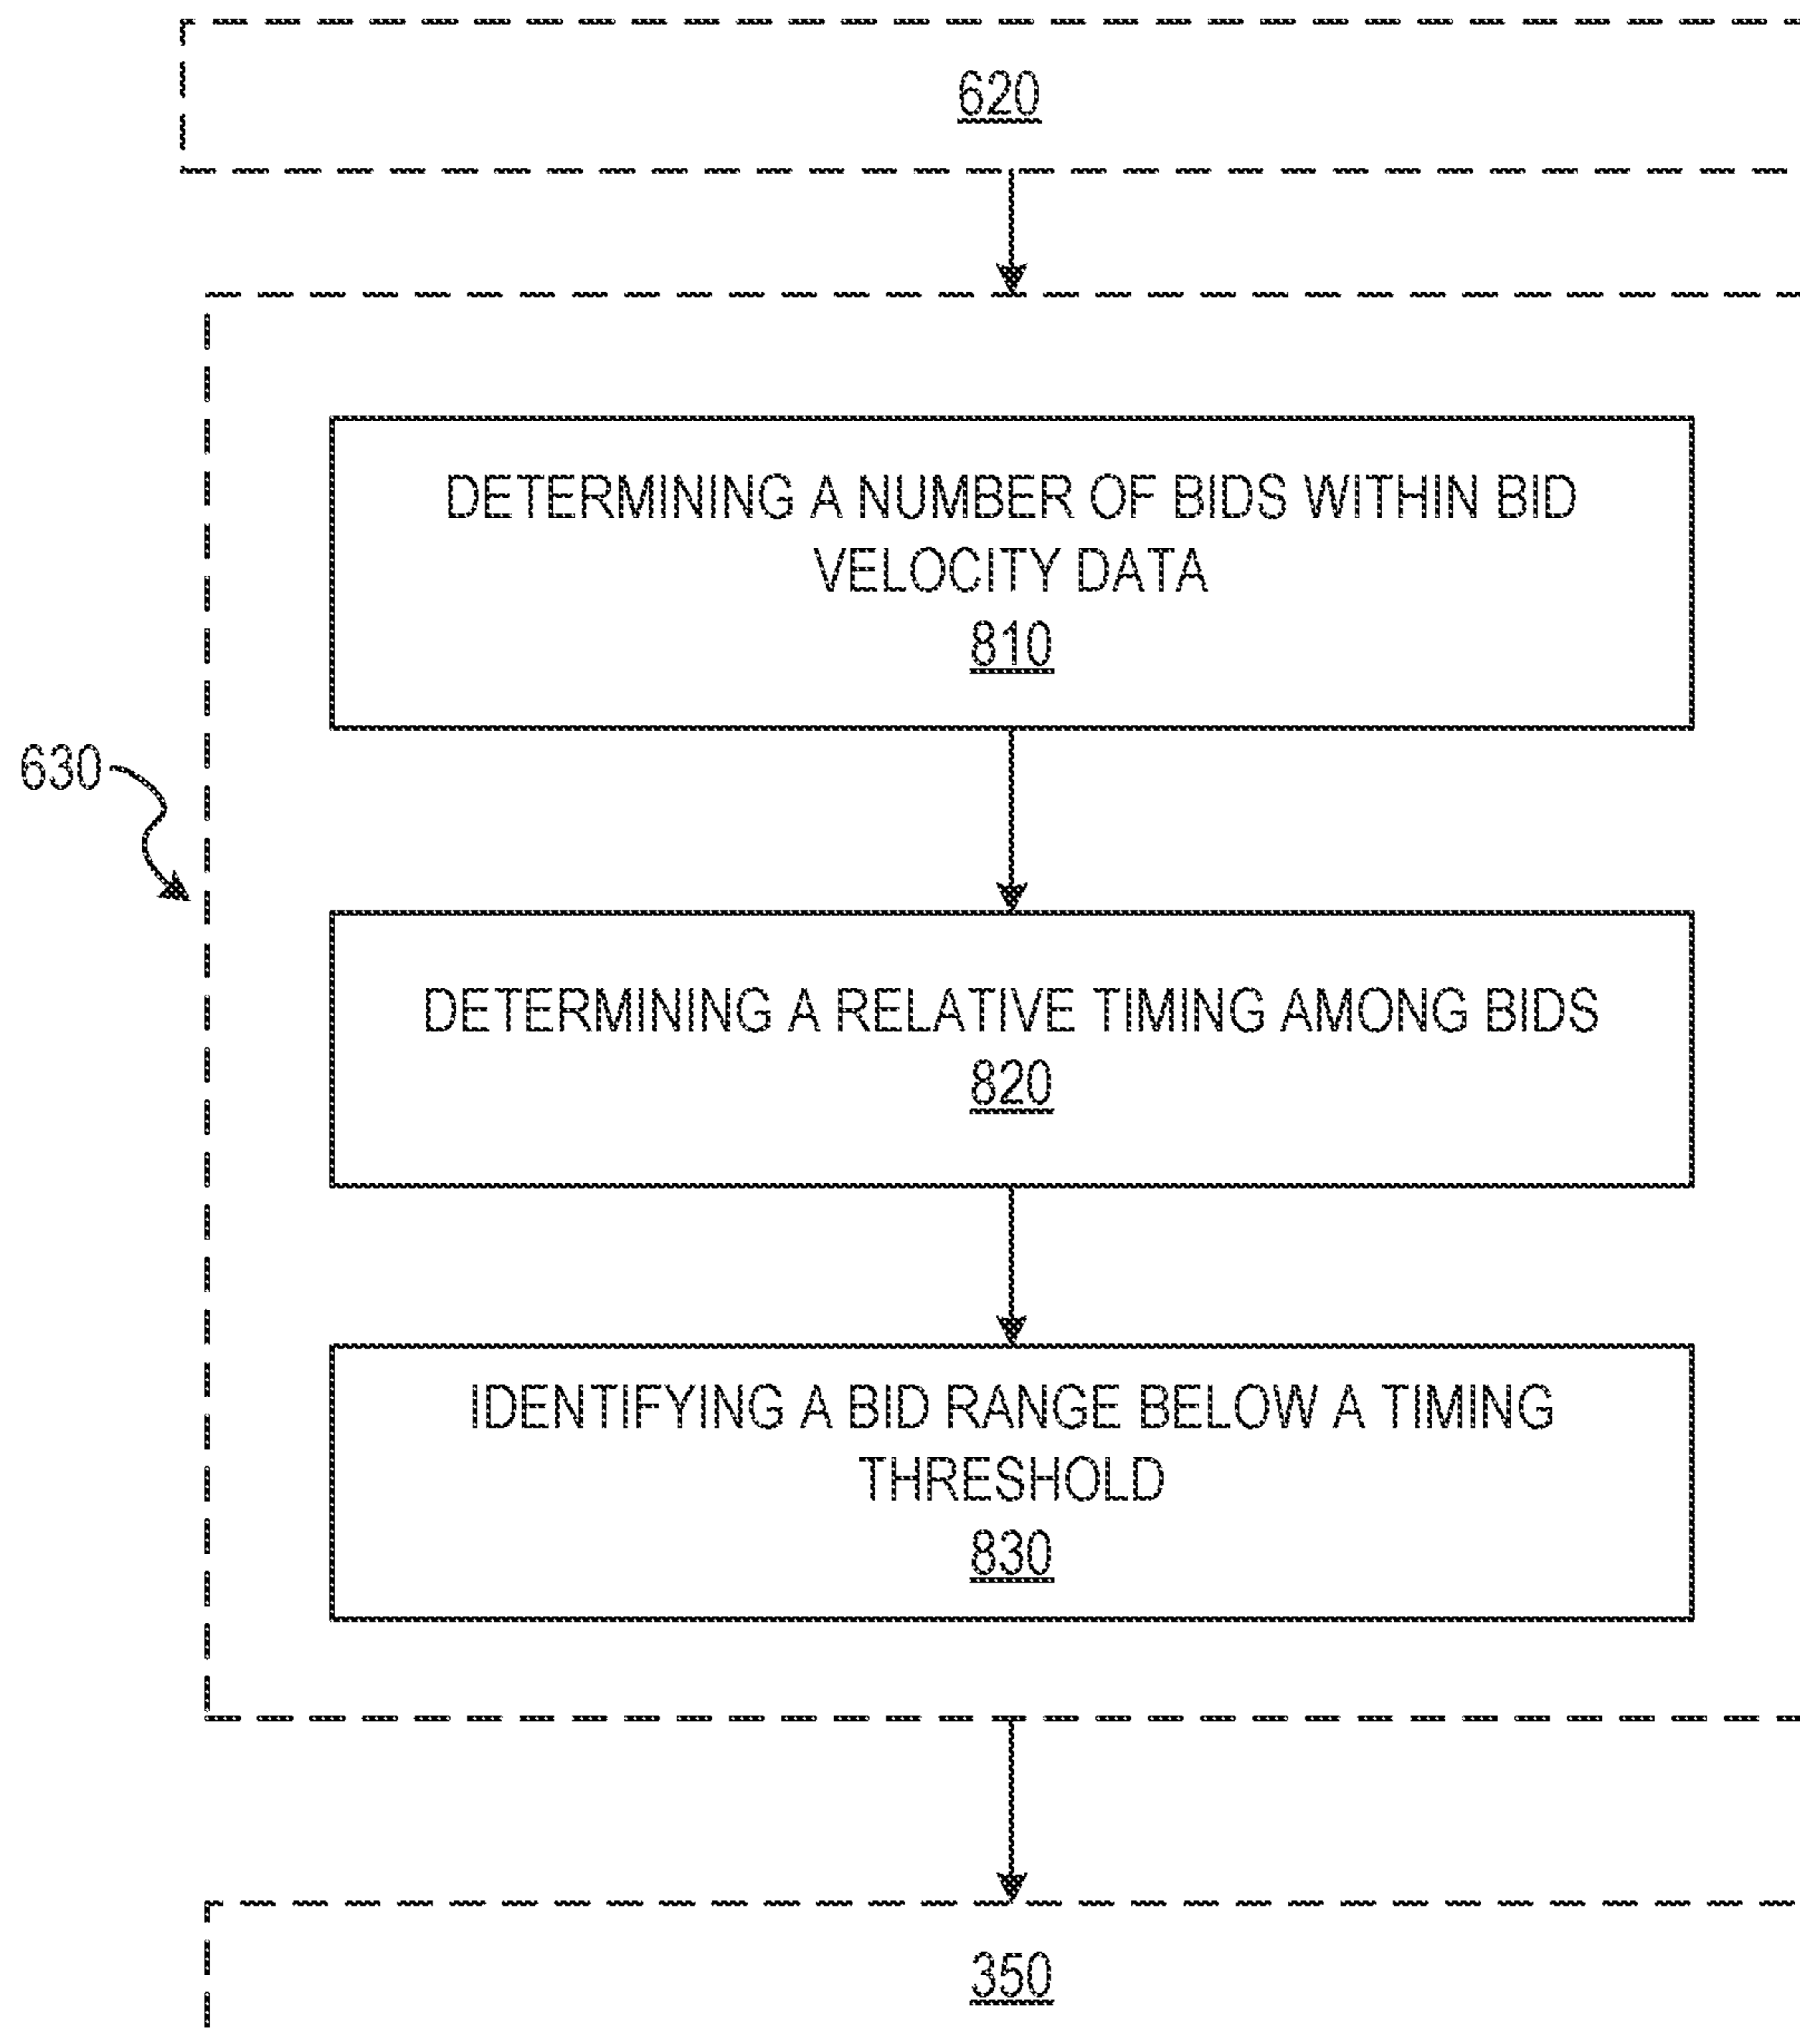 620
DETERMINING A NUMBER OF BIDS WITHIN BID
VELOCITY DATA
810
630
DETERMINING A RELATIVE TIMING AMONG BIDS
820
IDENTIFYING A BID RANGE BELOW A TIMING
THRESHOLD
830
350